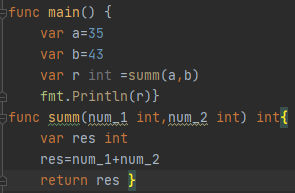 func main() {
    var a=35
    var b=43
    var r int =summ(a,b)
    fmt.Println(r)}
func summ(num_1 int,num_2 int) int{
    var res int
    res=num_1+num_2
    return res }